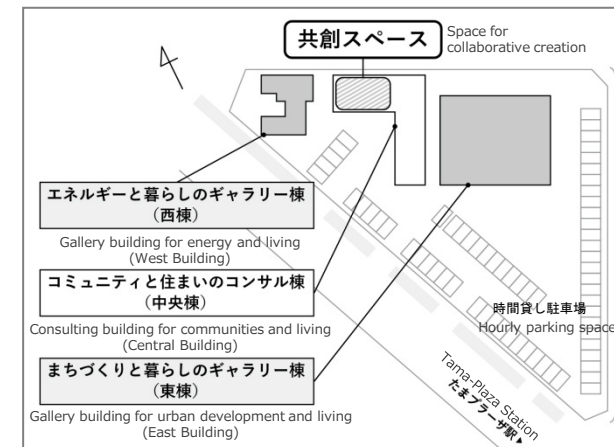 共創スペース
Space for
collaborative creation
エネルギーと暮らしのギャラリー棟
（西棟）
Gallery building for energy and living
(West Building)
コミュニティと住まいのコンサル棟
（中央棟）
Consulting building for communities and living
(Central Building)
まちづくりと暮らしのギャラリー棟
（東棟）
Gallery building for urban development and living
(East Building)
時間貸し駐車場
Hourly parking space
Tama-Plaza Station
たまプラーザ駅▶